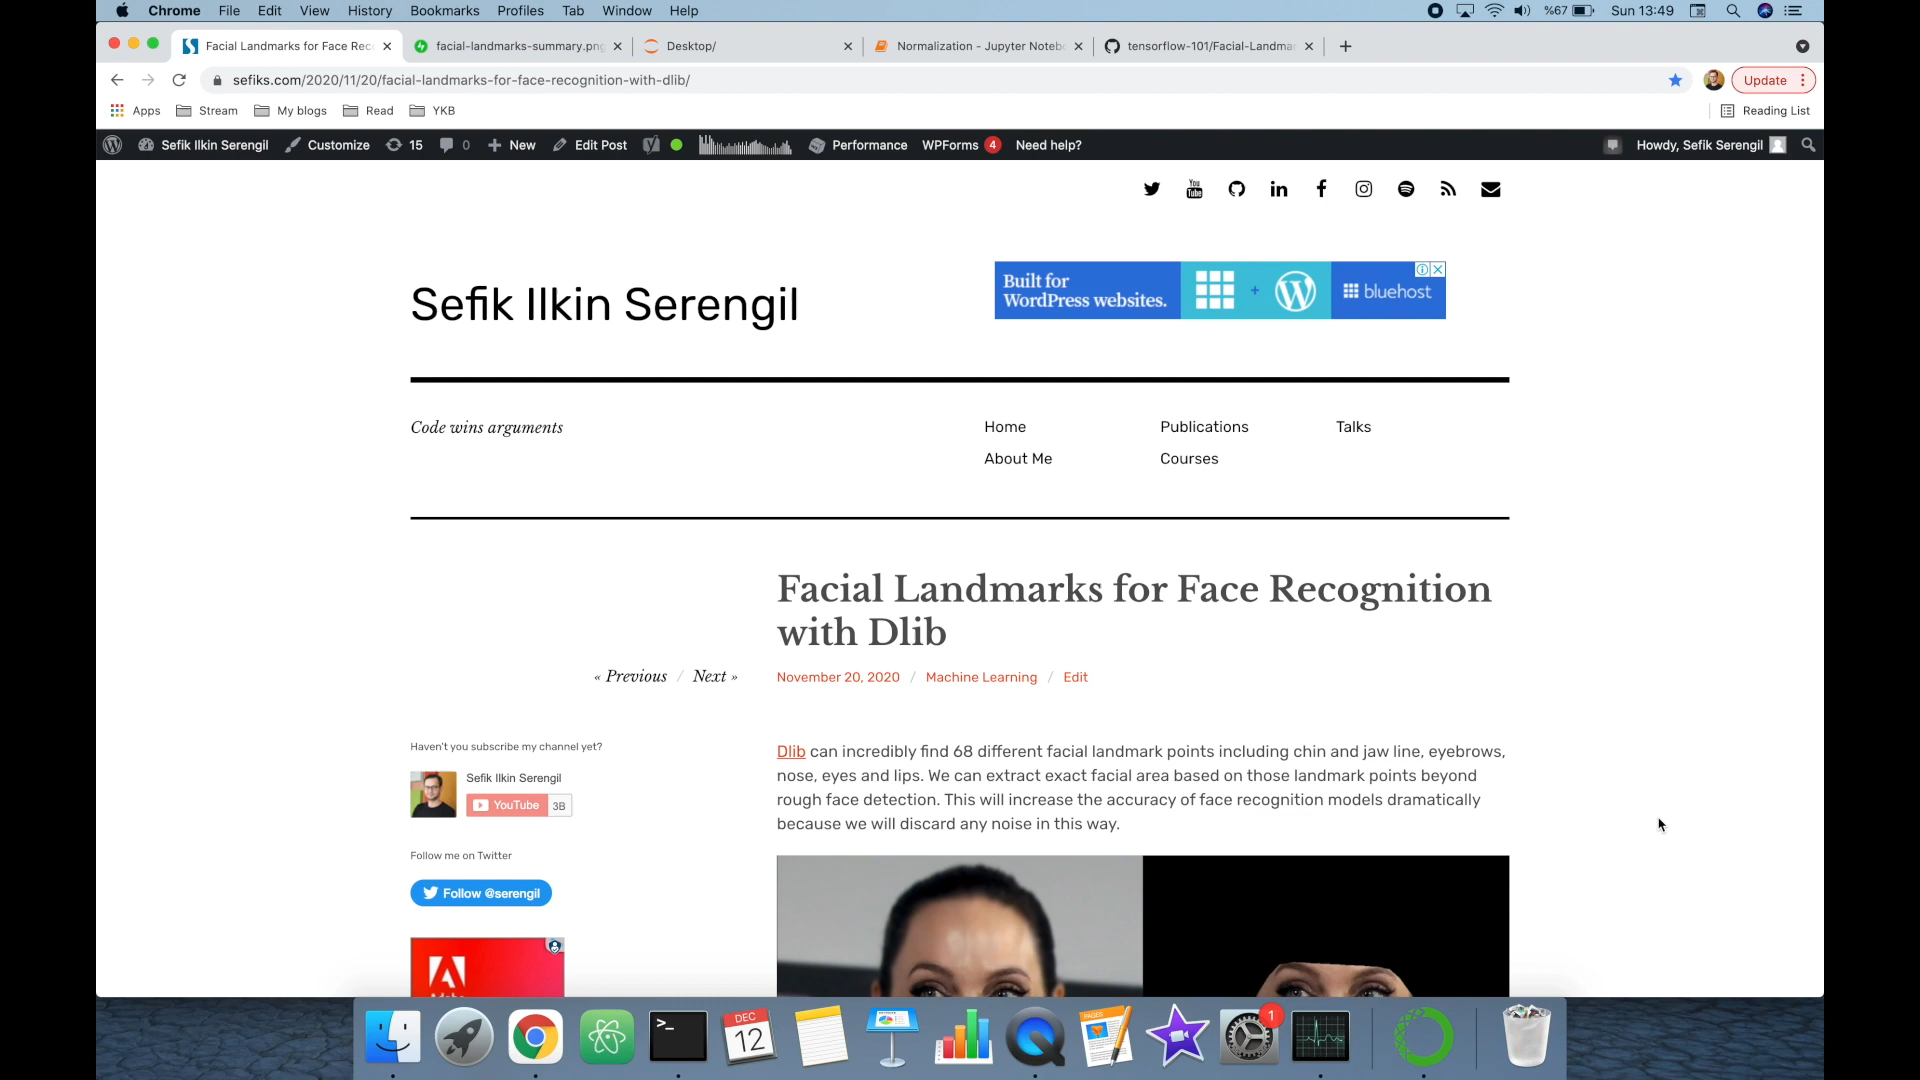 Chrome File Edit View History Bookmarks Profiles Tab Window Help %67 Sun 13:49
Facial Landmarks for Face Rec facial-landmarks-summary.png Desktop/ Normalization - Jupyter Noteb tensorflow-101/Facial-Landma
sefiks.com/2020/11/20/facial-landmarks-for-face-recognition-with-dlib/ Update
Apps Stream My blogs Read YKB Reading List
Sefik Ilkin Serengil Customize 15 0 New Edit Post Performance WPForms 4 Need help? Howdy, Sefik Serengil
You
Tube
Built for
WordPress websites. + bluehost
Sefik Ilkin Serengil
Code wins arguments
Home Publications Talks
About Me Courses
Facial Landmarks for Face Recognition
with Dlib
« Previous / Next »
November 20, 2020 / Machine Learning / Edit
Haven't you subscribe my channel yet?
Sefik Ilkin Serengil
YouTube 3B
Follow me on Twitter
Follow @serengil
Dlib can incredibly find 68 different facial landmark points including chin and jaw line, eyebrows,
nose, eyes and lips. We can extract exact facial area based on those landmark points beyond
rough face detection. This will increase the accuracy of face recognition models dramatically
because we will discard any noise in this way.
DEC
12
PAGES
1